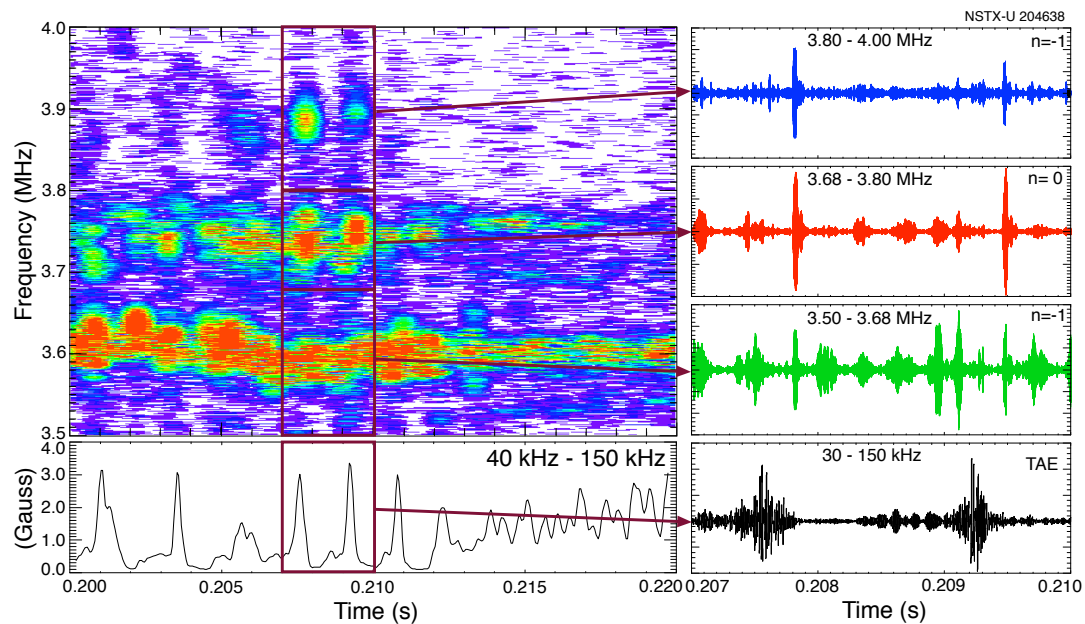 NSTX-U 204638
4.0
3.9
3.8
3.7
3.6
3.5
Frequency (MHz)
3.80 - 4.00 MHz
n=-1
3.68 - 3.80 MHz
n= 0
3.50 - 3.68 MHz
n=-1
40 kHz - 150 kHz
4.0
3.0
2.0
1.0
0.0
(Gauss)
0.200
0.205
0.210
0.215
0.220
Time (s)
30 - 150 kHz
TAE
0.207
0.208
0.209
0.210
Time (s)